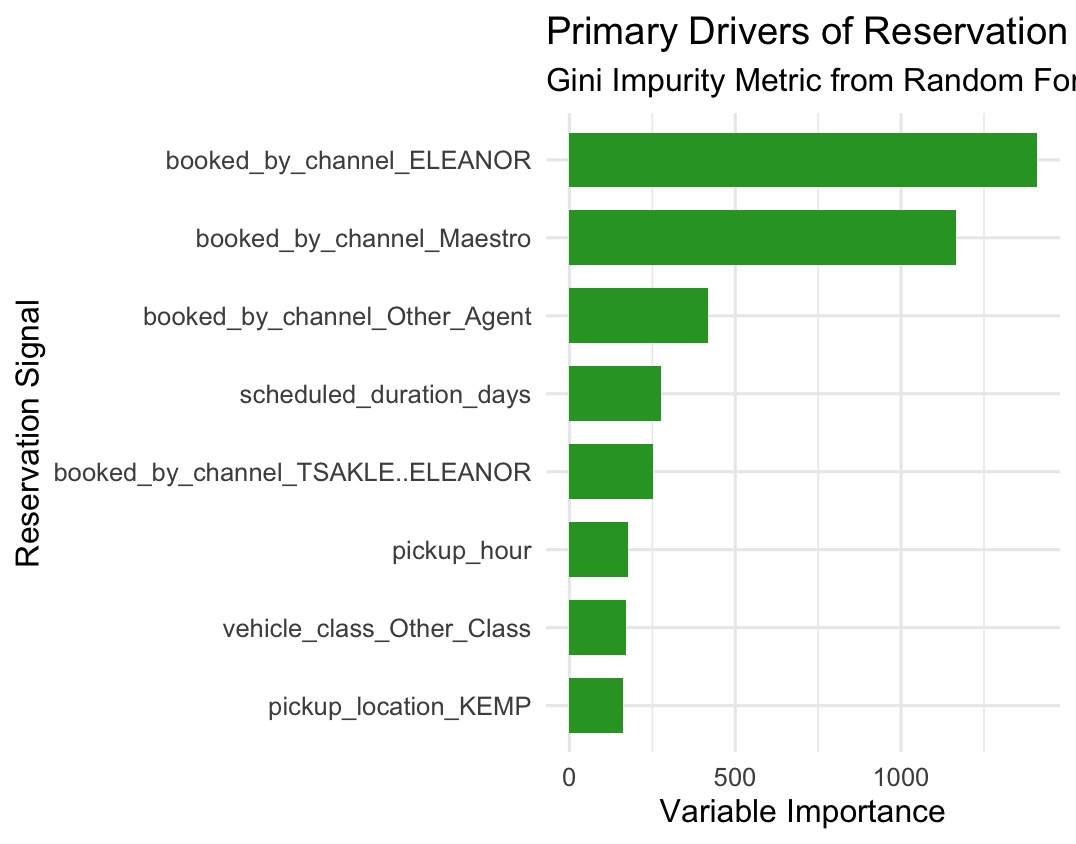 Primary Drivers of Reservation
Gini Impurity Metric from Random For
booked_by_channel_ELEANOR
booked_by_channel_Maestro
booked_by_channel_Other_Agent
scheduled_duration_days
booked_by_channel_TSAKLE..ELEANOR
pickup_hour
vehicle_class_Other_Class
pickup_location_KEMP
Reservation Signal
0 500 1000
Variable Importance